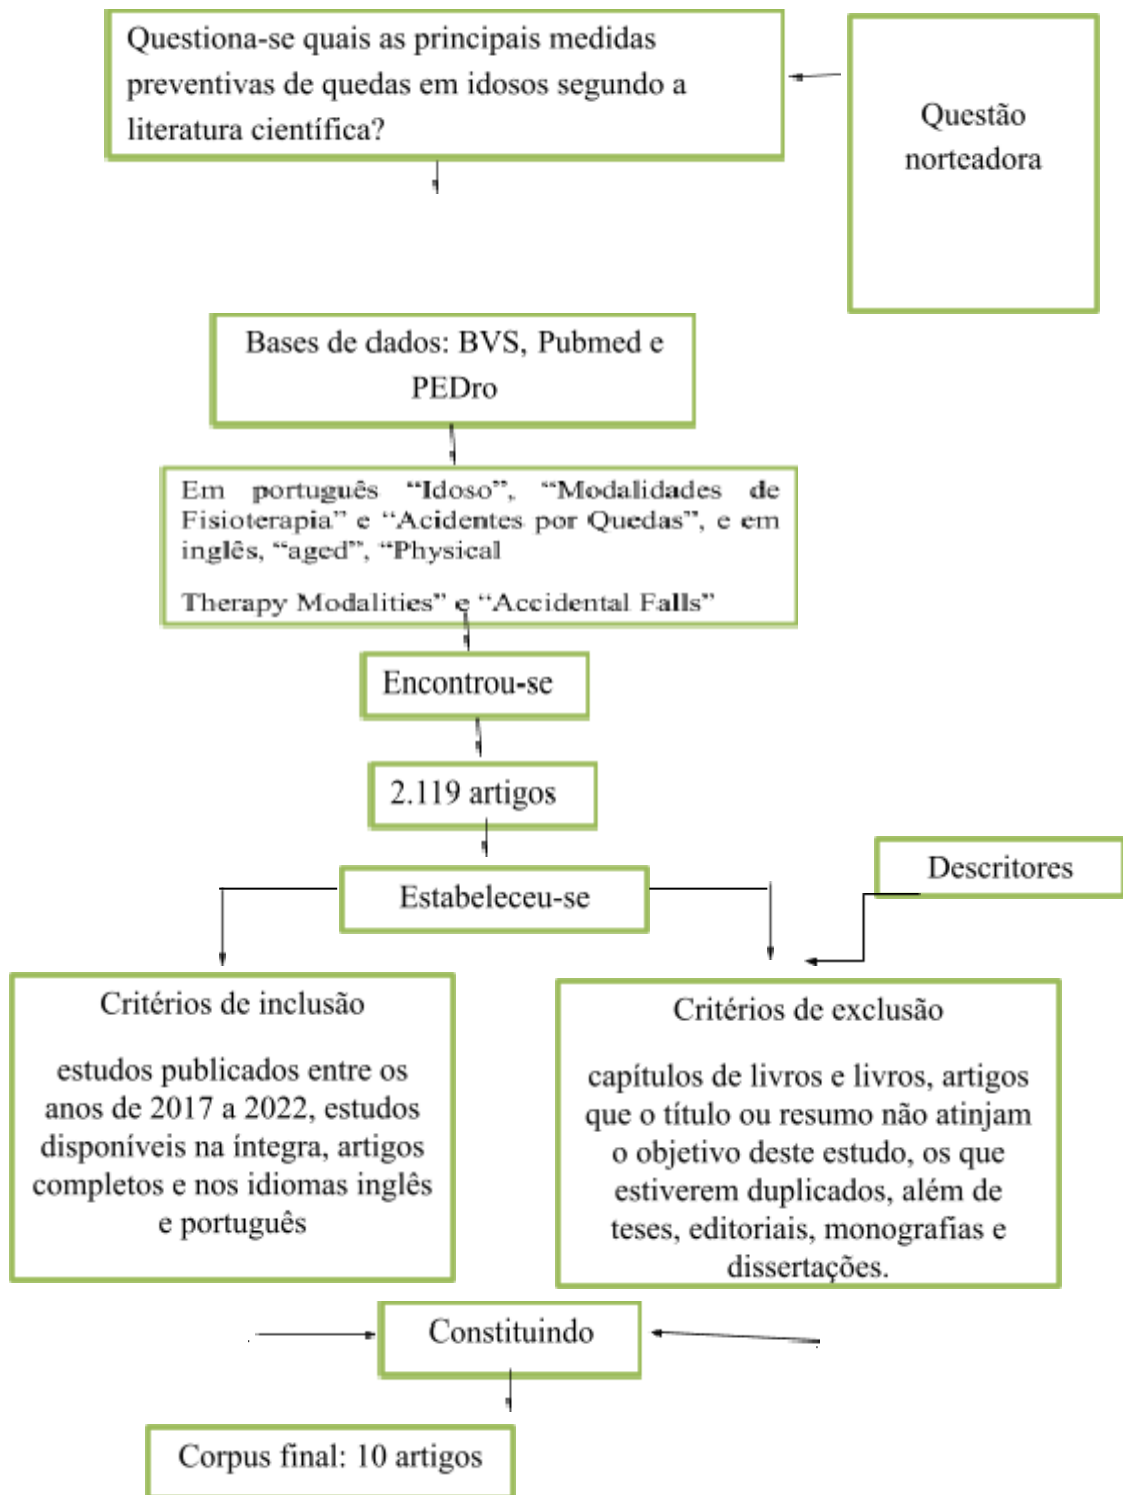 Questiona-se quais as principais medidas
preventivas de quedas em idosos segundo a
literatura científica?
Questão
norteadora
Bases de dados: BVS, Pubmed e
PEDro
Em português “Idoso”, “Modalidades de
Fisioterapia” e “Acidentes por Quedas”, e em
inglês, “aged”, “Physical
Therapy Modalities” e “Accidental Falls”
Encontrou-se
2.119 artigos
Estabeleceu-se
Descritores
Critérios de inclusão
estudos publicados entre os
anos de 2017 a 2022, estudos
disponíveis na íntegra, artigos
completos e nos idiomas inglês
e português
Critérios de exclusão
capítulos de livros e livros, artigos
que o título ou resumo não atinjam
o objetivo deste estudo, os que
estiverem duplicados, além de
teses, editoriais, monografias e
dissertações.
Constituindo
Corpus final: 10 artigos